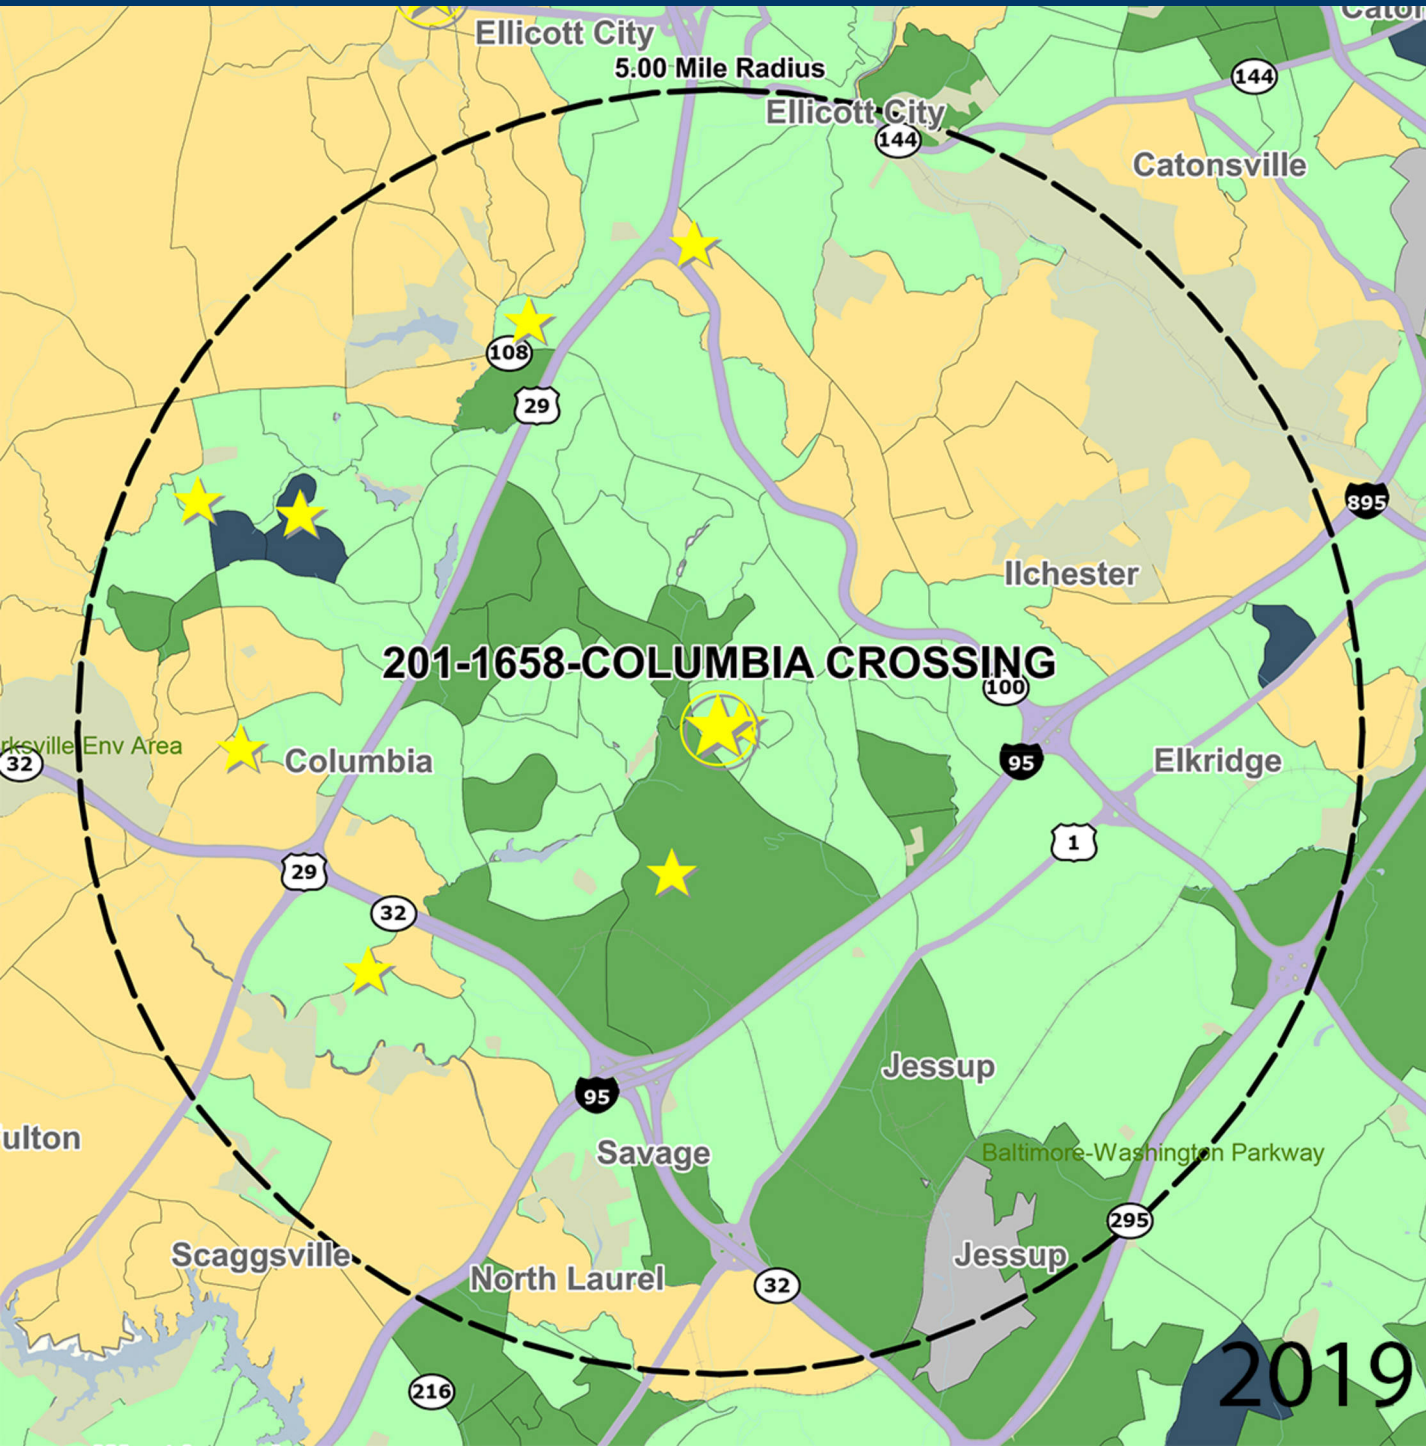 Ellicott City
5.00 Mile Radius
144
Ellicott City
144
Catonsville
108
29
895
Ilchester
201-1658-COLUMBIA CROSSING
100
rksville Env Area
32
Columbia
95
Elkridge
1
29
32
Jessup
95
Savage
ulton
Baltimore-Washington Parkway
295
Scaggsville
Jessup
North Laurel
32
216
2019